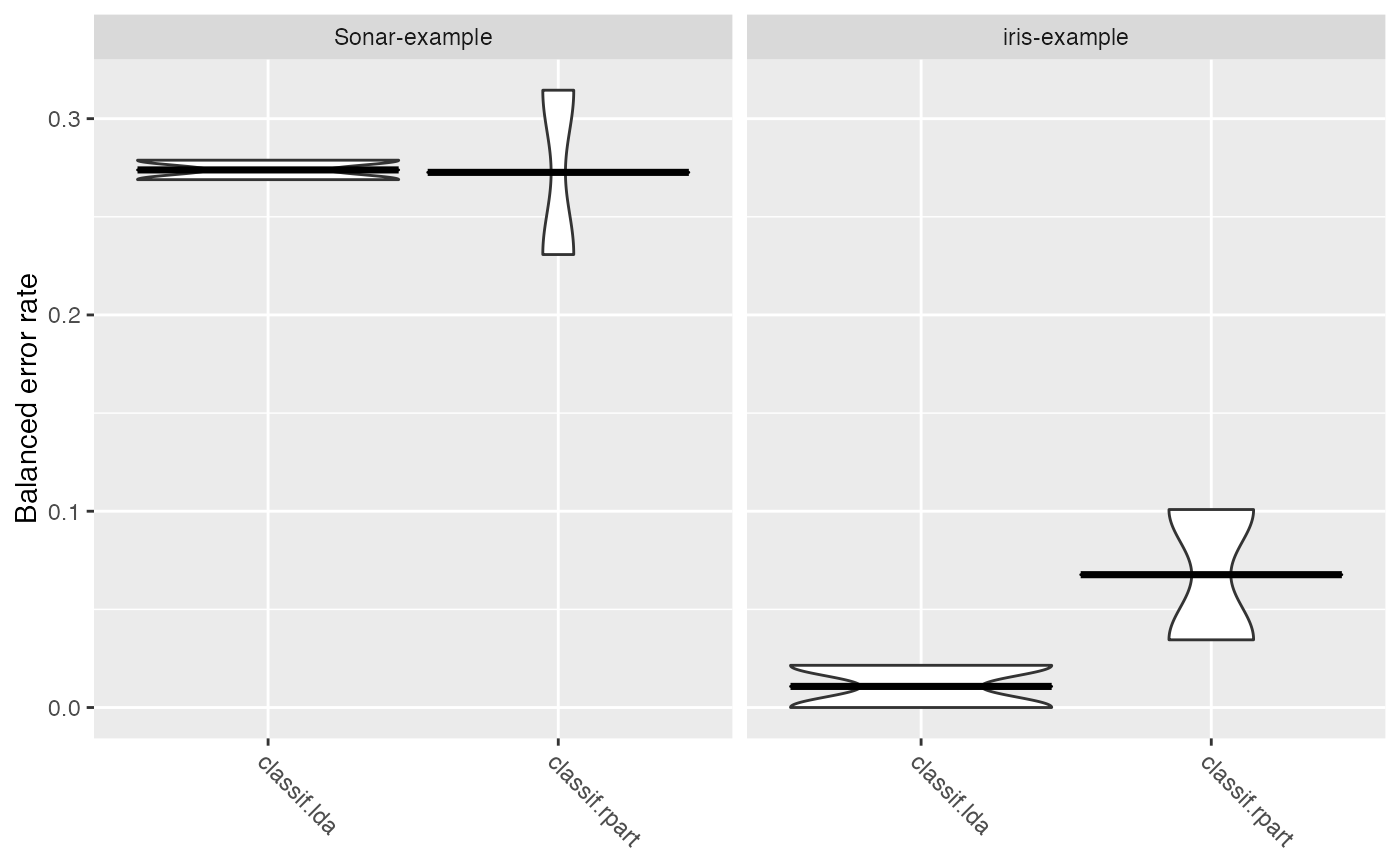 Sonar-example
iris-example
Balanced error rate
0.3
0.2
0.1
0.0
classif.lda
classif.rpart
classif.lda
classif.rpart